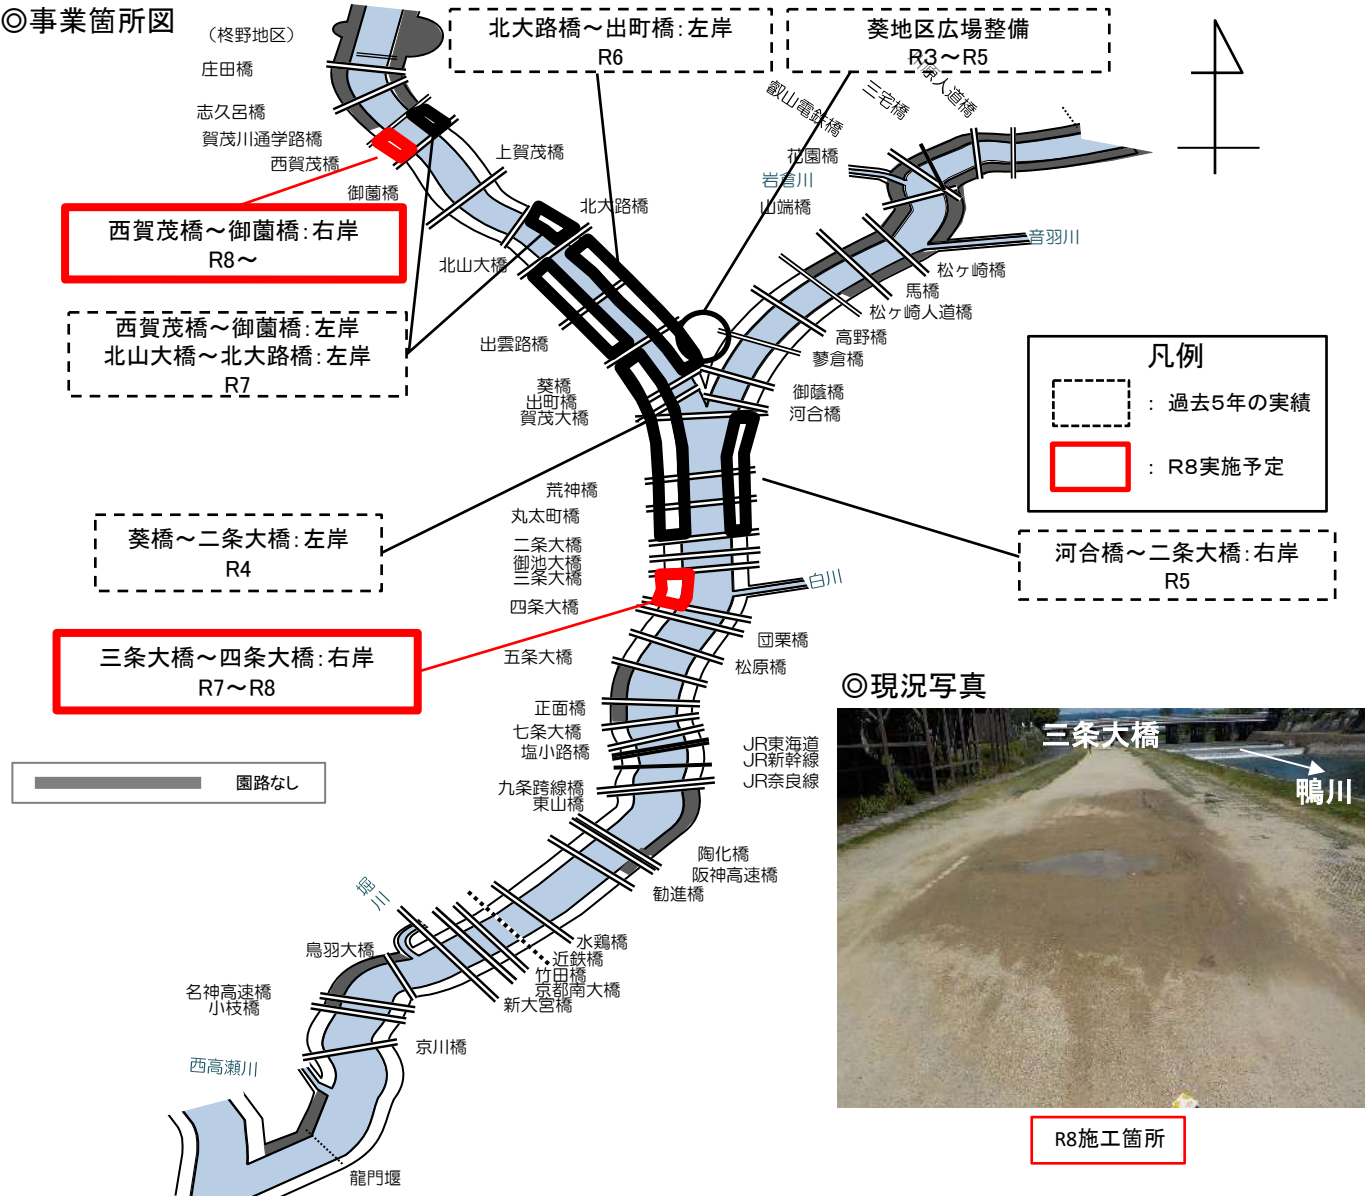 ◎事業箇所図
(柊野地区)
庄田橋
志久呂橋
賀茂川通学路橋
西賀茂橋
御薗橋
上賀茂橋
北大路橋
北山大橋
出雲路橋
葵橋
出町橋
賀茂大橋
荒神橋
丸太町橋
二条大橋
御池大橋
三条大橋
四条大橋
五条大橋
正面橋
七条大橋
塩小路橋
九条跨線橋
東山橋
北大路橋～出町橋:左岸
R6
葵地区広場整備
R3～R5
叡山電鉄橋
三宅橋
原人道橋
花園橋
岩倉川
山端橋
音羽川
松ヶ崎橋
馬橋
松ヶ崎人道橋
高野橋
蓼倉橋
御蔭橋
河合橋
西賀茂橋～御薗橋:右岸
R8～
西賀茂橋～御薗橋:左岸
北山大橋～北大路橋:左岸
R7
凡例
: 過去5年の実績
: R8実施予定
葵橋～二条大橋:左岸
R4
河合橋～二条大橋:右岸
R5
白川
三条大橋～四条大橋:右岸
R7～R8
団栗橋
松原橋
JR東海道
JR新幹線
JR奈良線
園路なし
陶化橋
阪神高速橋
勧進橋
堀川
水鶏橋
近鉄橋
竹田橋
京都南大橋
新大宮橋
鳥羽大橋
名神高速橋
小枝橋
京川橋
西高瀬川
龍門堰
◎現況写真
三条大橋
鴨川
R8施工箇所